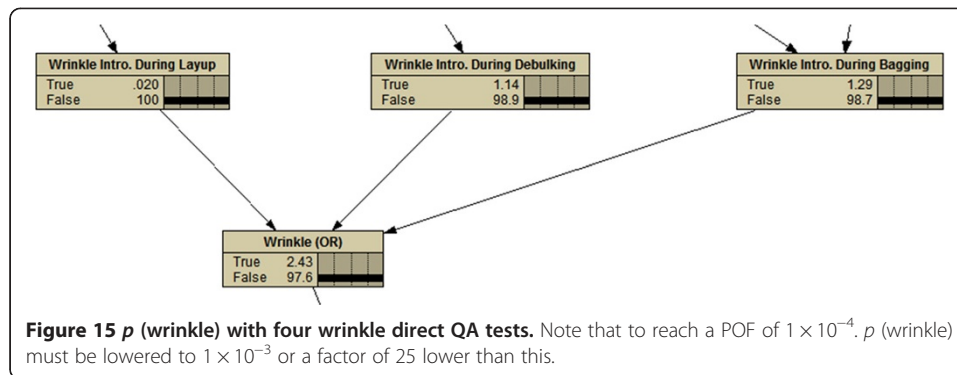 Wrinkle Intro. During Layup
True .020
False 100
Wrinkle Intro. During Debulking
True 1.14
False 98.9
Wrinkle Intro. During Bagging
True 1.29
False 98.7
Wrinkle (OR)
True 2.43
False 97.6
Figure 15 p (wrinkle) with four wrinkle direct QA tests. Note that to reach a POF of 1 × 10⁻⁴. p (wrinkle)
must be lowered to 1 × 10⁻³ or a factor of 25 lower than this.